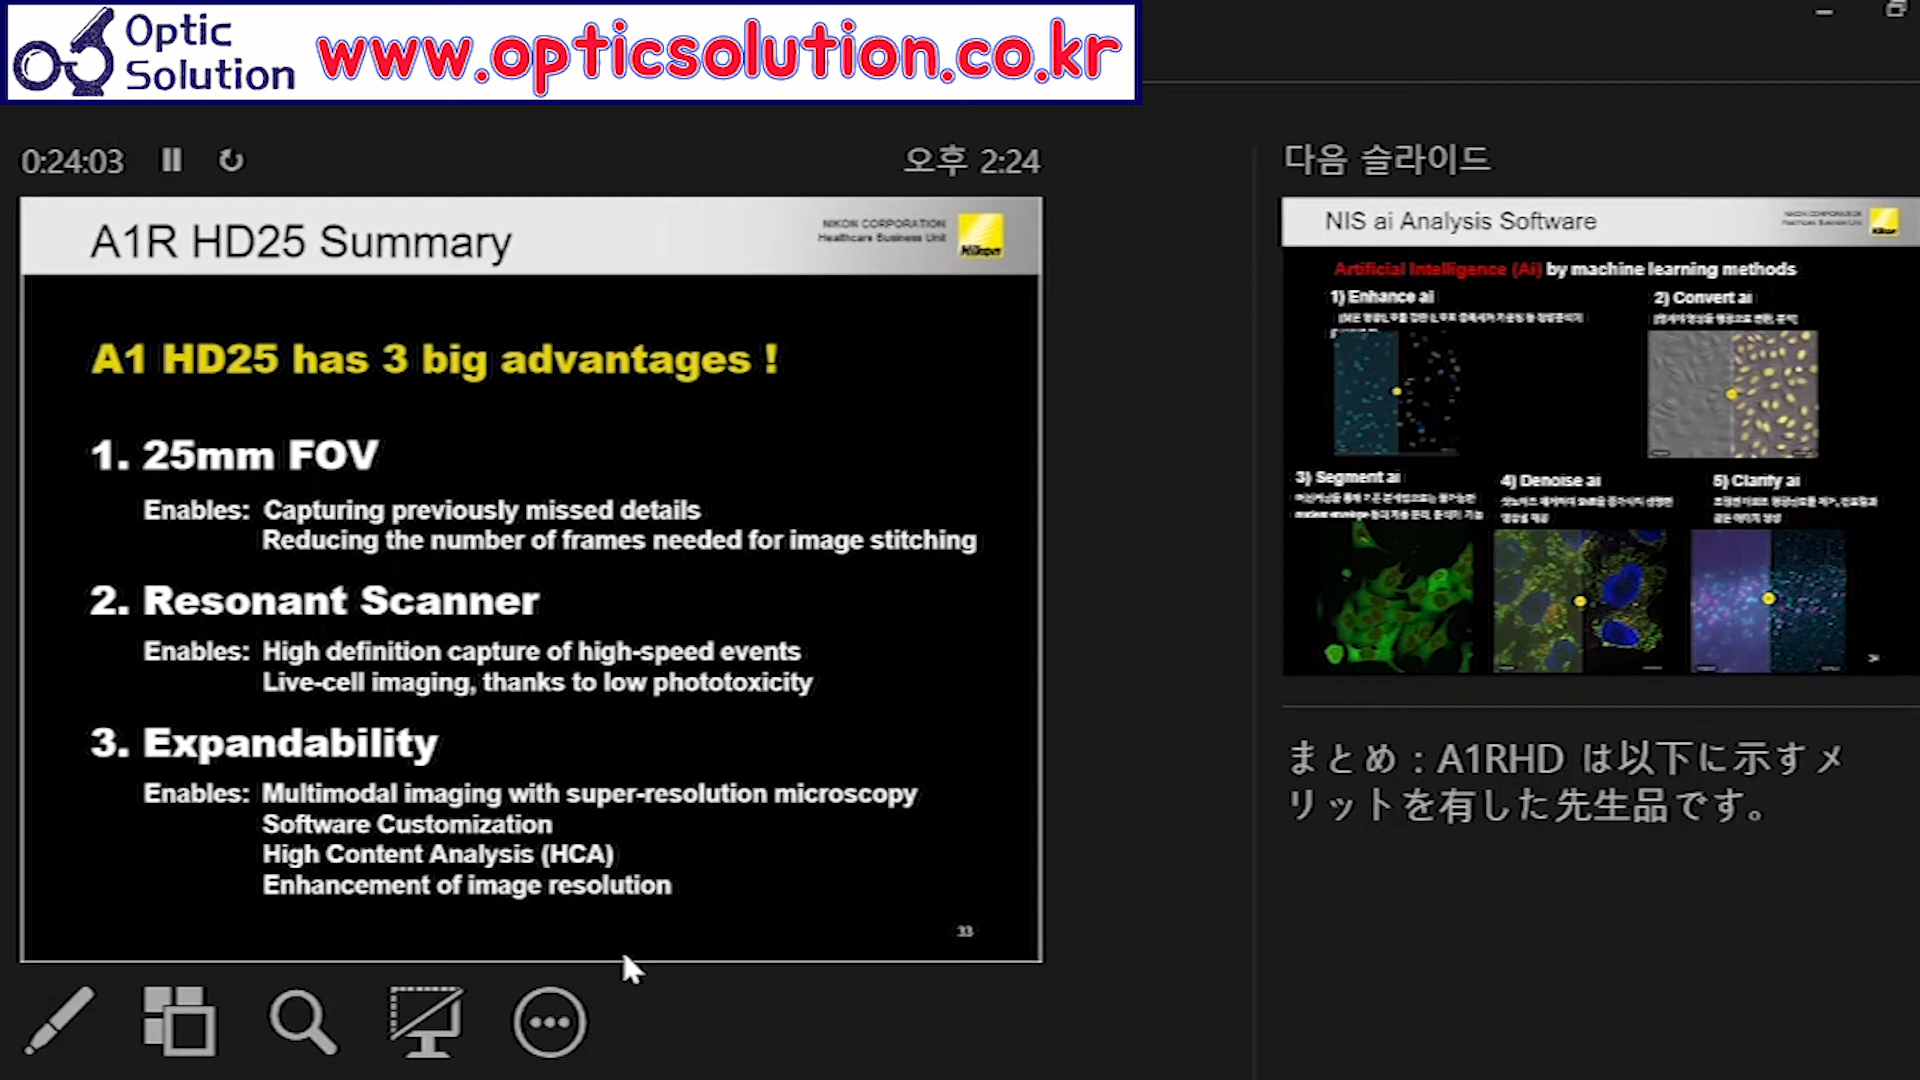 Optic
Solution
www.opticsolution.co.kr
0:24:03
오후 2:24
A1R HD25 Summary
NIKON CORPORATION
Healthcare Business Unit
Nikon
A1 HD25 has 3 big advantages !
1. 25mm FOV
Enables: Capturing previously missed details
Reducing the number of frames needed for image stitching
2. Resonant Scanner
Enables: High definition capture of high-speed events
Live-cell imaging, thanks to low phototoxicity
3. Expandability
Enables: Multimodal imaging with super-resolution microscopy
Software Customization
High Content Analysis (HCA)
Enhancement of image resolution
33
다음 슬라이드
NIS ai Analysis Software
NIKON CORPORATION
Healthcare Business Unit
Nikon
Artificial Intelligence (Ai) by machine learning methods
1) Enhance ai
2) Convert ai
3) Segment ai
4) Denoise ai
5) Clarify ai
まとめ：A1RHD は以下に示すメ
リットを有した先生品です。